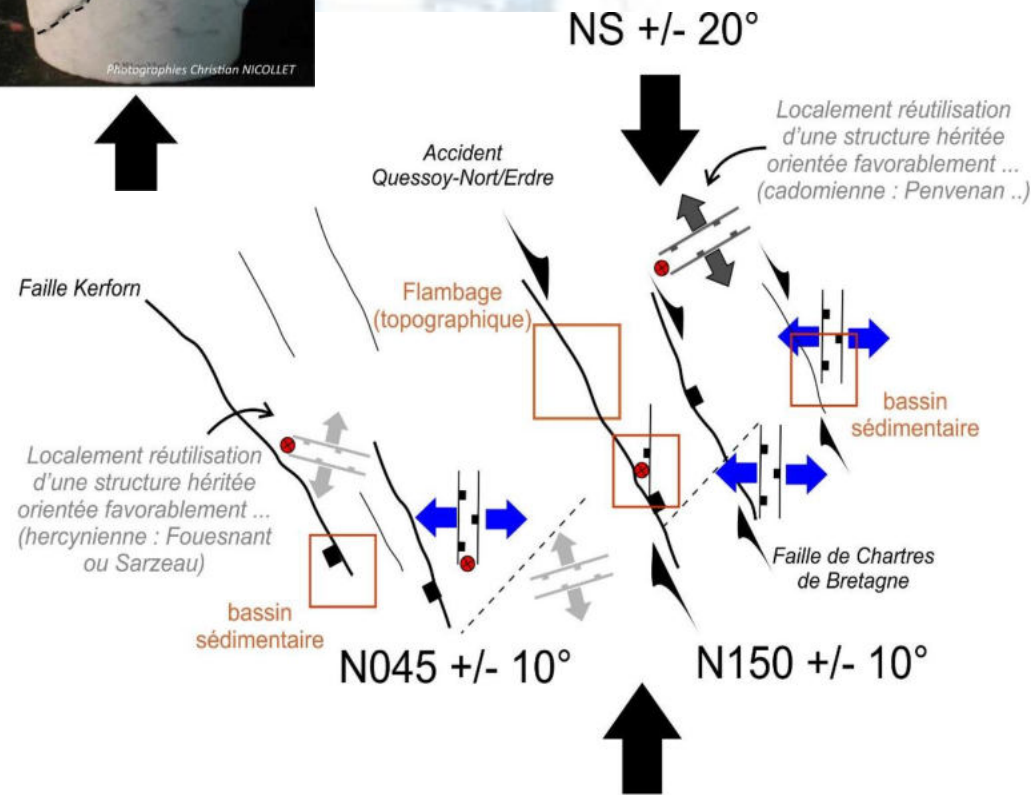 Photographies Christian NICOLLET
NS +/- 20°
Localement réutilisation
d'une structure héritée
orientée favorablement ...
(cadomienne : Penvenan ..)
Accident
Quessoy-Nort/Erdre
Faille Kerforn
Flambage
(topographique)
bassin
sédimentaire
Localement réutilisation
d'une structure héritée
orientée favorablement ...
(hercynienne : Fouesnant
ou Sarzeau)
Faille de Chartres
de Bretagne
bassin
sédimentaire
N045 +/- 10°
N150 +/- 10°